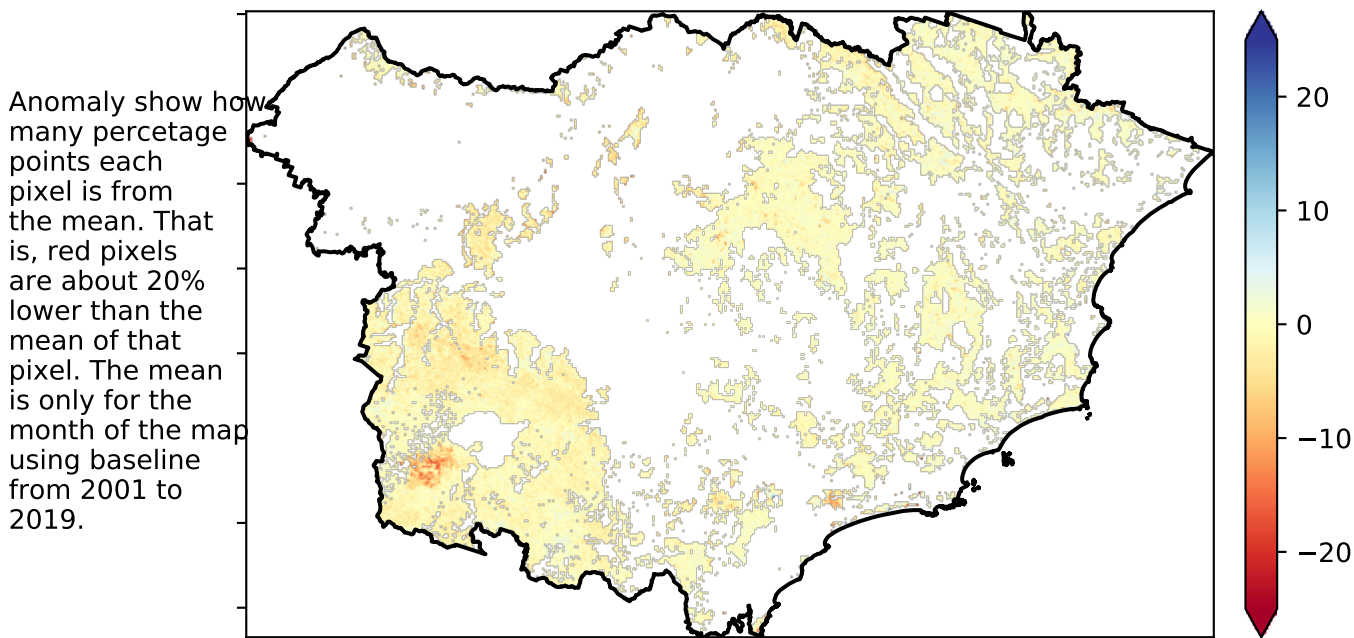 Anomaly show how
many percetage
points each
pixel is from
the mean. That
is, red pixels
are about 20%
lower than the
mean of that
pixel. The mean
is only for the
month of the map
using baseline
from 2001 to
2019.
20
10
0
−10
−20